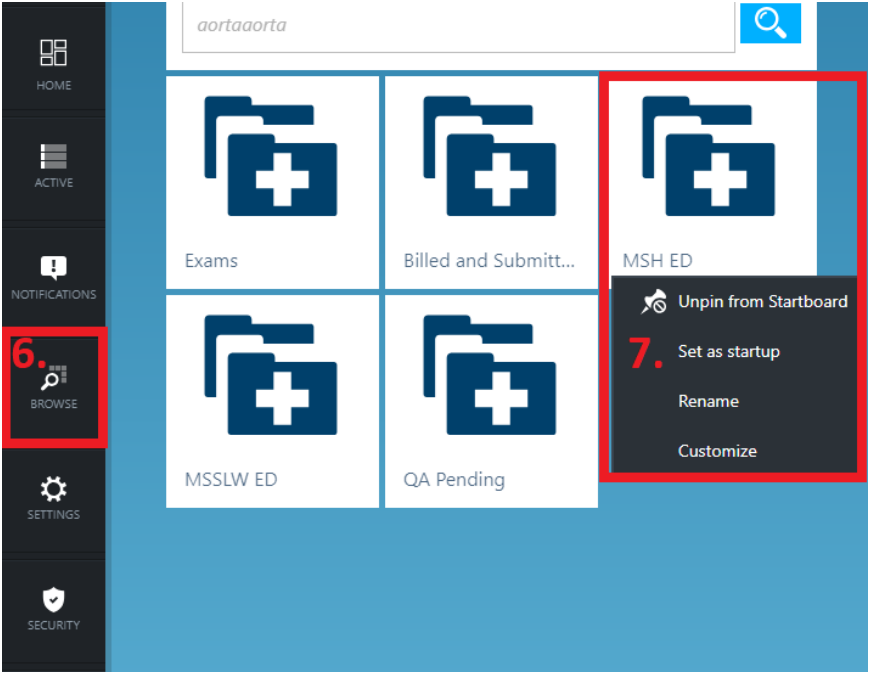 aortaaorta
HOME
ACTIVE
NOTIFICATIONS
6.
BROWSE
SETTINGS
SECURITY
Exams
Billed and Submitt...
MSH ED
Unpin from Startboard
7. Set as startup
Rename
Customize
MSSLW ED
QA Pending